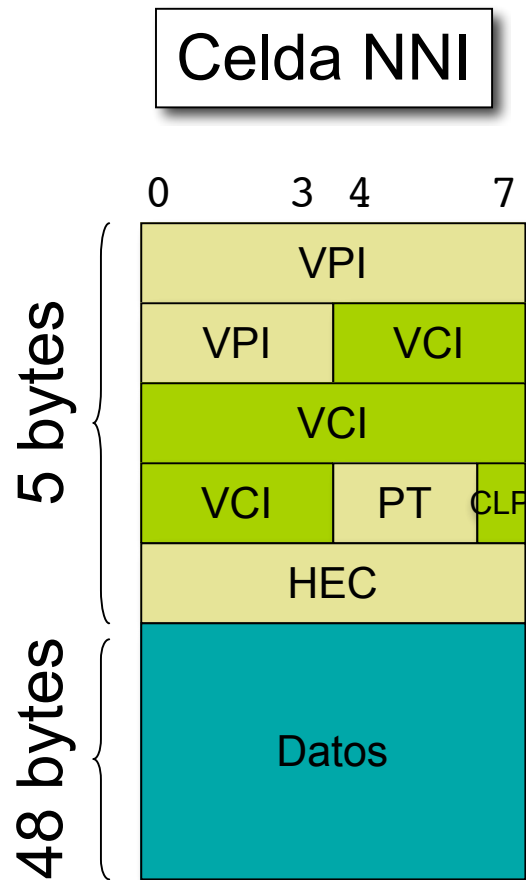 Celda NNI
0 3 4 7
VPI
VPI VCI
VCI
VCI PT CLP
HEC
5 bytes
Datos
48 bytes